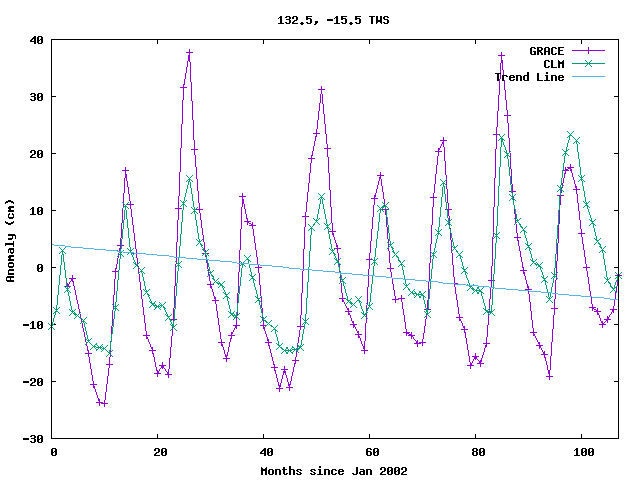 132.5, -15.5 TWS
GRACE
CLM
Trend Line
40
30
20
10
0
-10
-20
-30
Anomaly (cm)
0 20 40 60 80 100
Months since Jan 2002